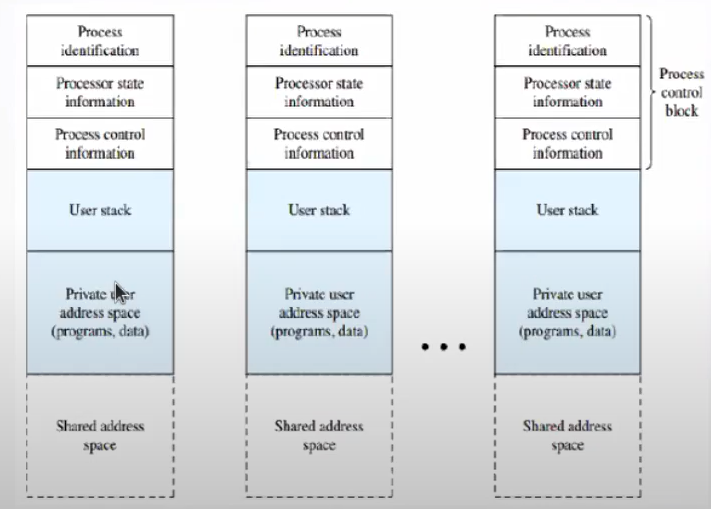 Process
identification
Processor state
information
Process control
information
User stack
Private user
address space
(programs, data)
Shared address
space
Process
identification
Processor state
information
Process control
information
User stack
Private user
address space
(programs, data)
Shared address
space
Process
identification
Processor state
information
Process control
information
User stack
Private user
address space
(programs, data)
Shared address
space
Process
control
block